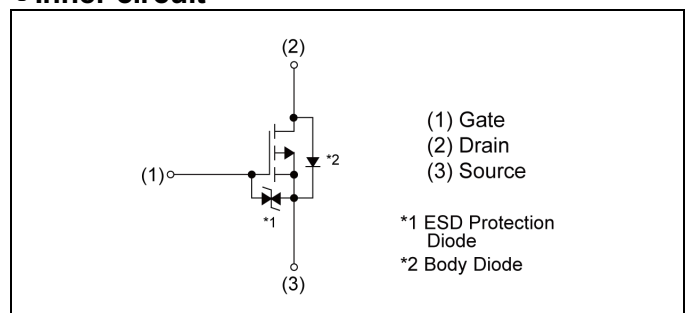 Inner circuit
(2)
(1)
*2
*1
(3)
(1) Gate
(2) Drain
(3) Source
*1 ESD Protection
Diode
*2 Body Diode